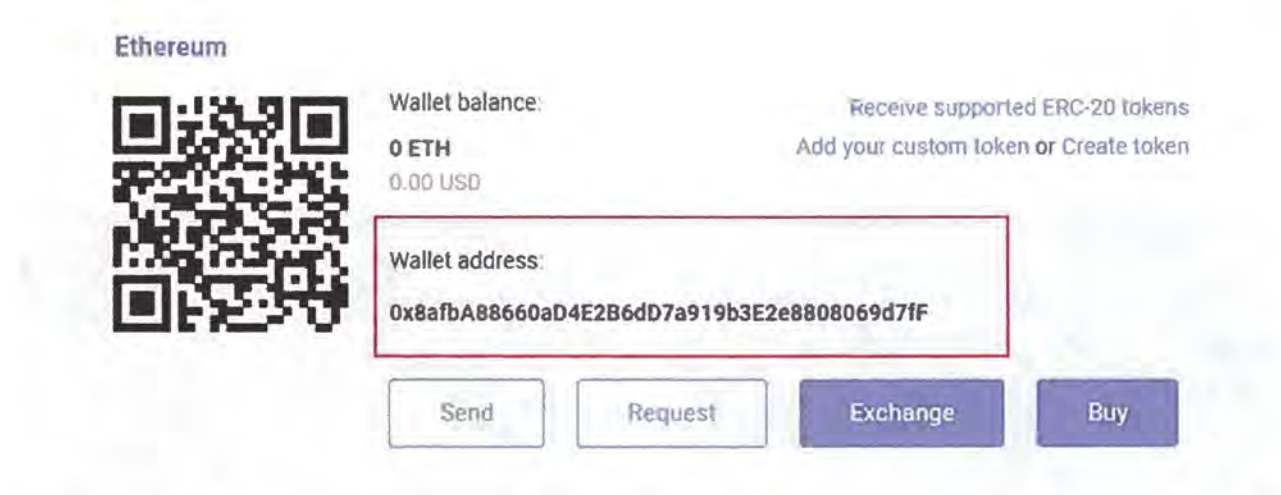 Ethereum
Wallet balance:
0 ETH
0.00 USD
Receive supported ERC-20 tokens
Add your custom token or Create token
Wallet address:
0x8afbA88660aD4E2B6dD7a919b3E2e8808069d7fF
Send
Request
Exchange
Buy